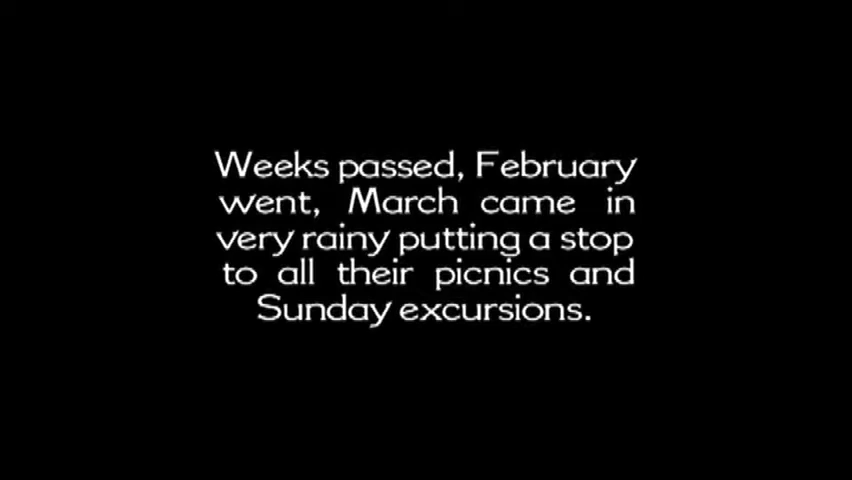 Weeks passed, February
went, March came in
very rainy putting a stop
to all their picnics and
Sunday excursions.